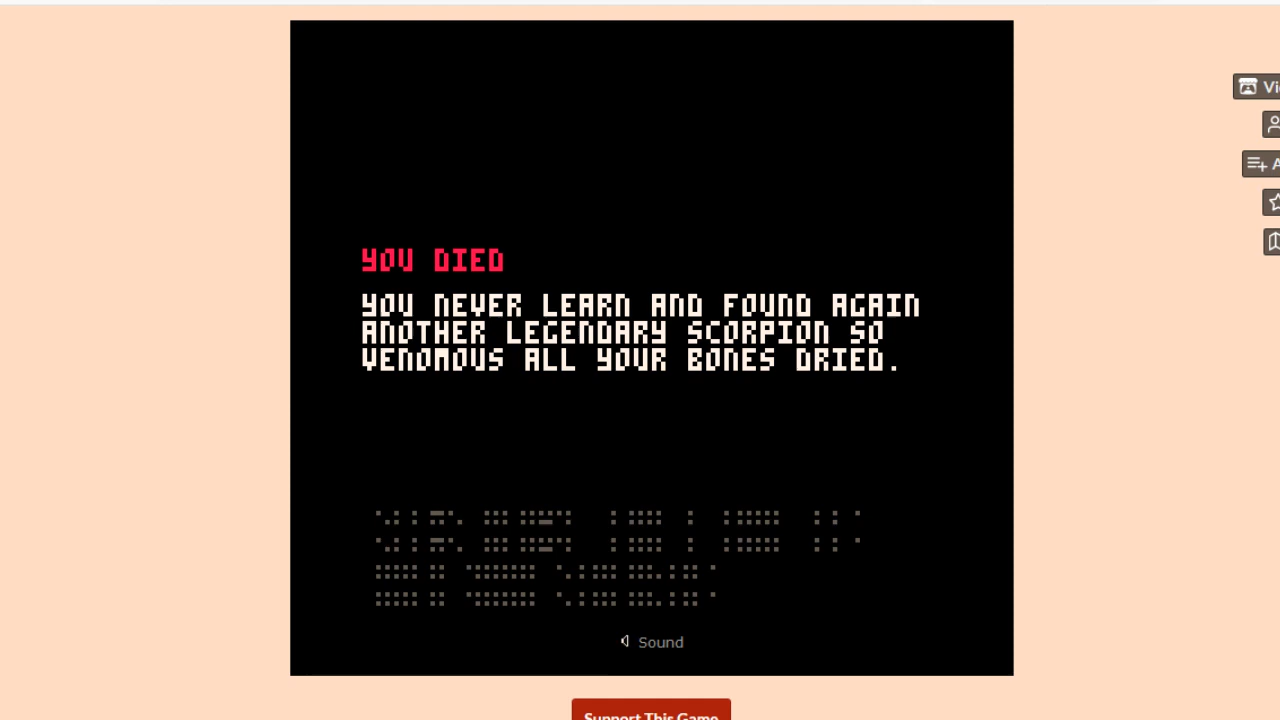 Vi
A
YOU DIED
YOU NEVER LEARN AND FOUND AGAIN
ANOTHER LEGENDARY SCORPION SO
VENOMOUS ALL YOUR BONES DRIED.
Sound
Support This Game